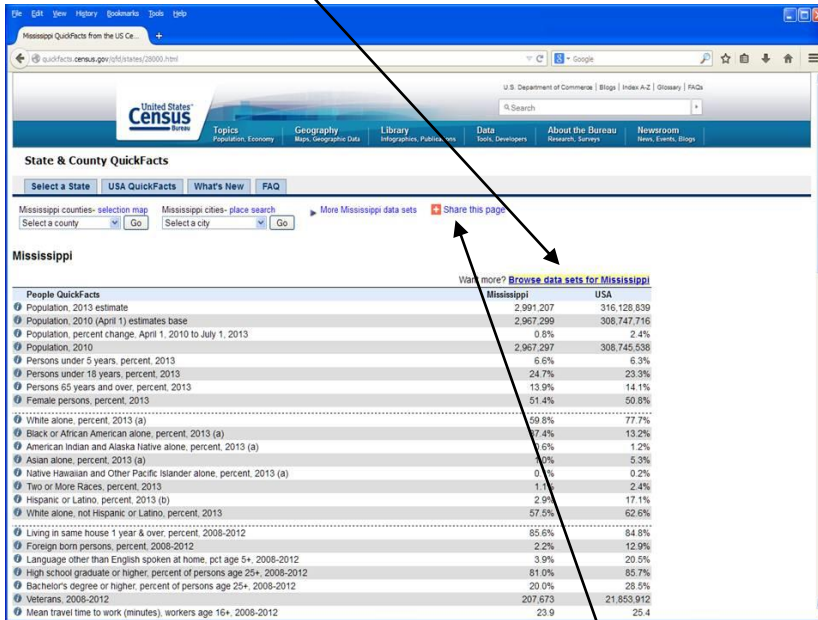 File Edit View History Bookmarks Tools Help
Mississippi QuickFacts from the US Ce...
quickfacts.census.gov/qfd/states/28000.html
Google
U.S. Department of Commerce | Blogs | Index A-Z | Glossary | FAQs
United States
Census
Bureau
Search
Topics Geography Library Data About the Bureau Newsroom
Population, Economy Maps, Geographic Data Infographics, Publications Tools, Developers Research, Surveys News, Events, Blogs
State & County QuickFacts
Select a State USA QuickFacts What's New FAQ
Mississippi counties- selection map Mississippi cities- place search More Mississippi data sets Share this page
Select a county Go Select a city Go
Mississippi
Want more? Browse data sets for Mississippi
People QuickFacts Mississippi USA
Population, 2013 estimate 2,991,207 316,128,839
Population, 2010 (April 1) estimates base 2,967,299 308,747,716
Population, percent change, April 1, 2010 to July 1, 2013 0.8% 2.4%
Population, 2010 2,967,297 308,745,538
Persons under 5 years, percent, 2013 6.6% 6.3%
Persons under 18 years, percent, 2013 24.7% 23.3%
Persons 65 years and over, percent, 2013 13.9% 14.1%
Female persons, percent, 2013 51.4% 50.8%
White alone, percent, 2013 (a) 59.8% 77.7%
Black or African American alone, percent, 2013 (a) 37.4% 13.2%
American Indian and Alaska Native alone, percent, 2013 (a) 0.6% 1.2%
Asian alone, percent, 2013 (a) 1.0% 5.3%
Native Hawaiian and Other Pacific Islander alone, percent, 2013 (a) 0.2%
Two or More Races, percent, 2013 1.1% 2.4%
Hispanic or Latino, percent, 2013 (b) 2.9% 17.1%
White alone, not Hispanic or Latino, percent, 2013 57.5% 62.6%
Living in same house 1 year & over, percent, 2008-2012 85.6% 84.8%
Foreign born persons, percent, 2008-2012 2.2% 12.9%
Language other than English spoken at home, pct age 5+, 2008-2012 3.9% 20.5%
High school graduate or higher, percent of persons age 25+, 2008-2012 81.0% 85.7%
Bachelor's degree or higher, percent of persons age 25+, 2008-2012 20.0% 28.5%
Veterans, 2008-2012 207,673 21,853,912
Mean travel time to work (minutes), workers age 16+, 2008-2012 23.9 25.4